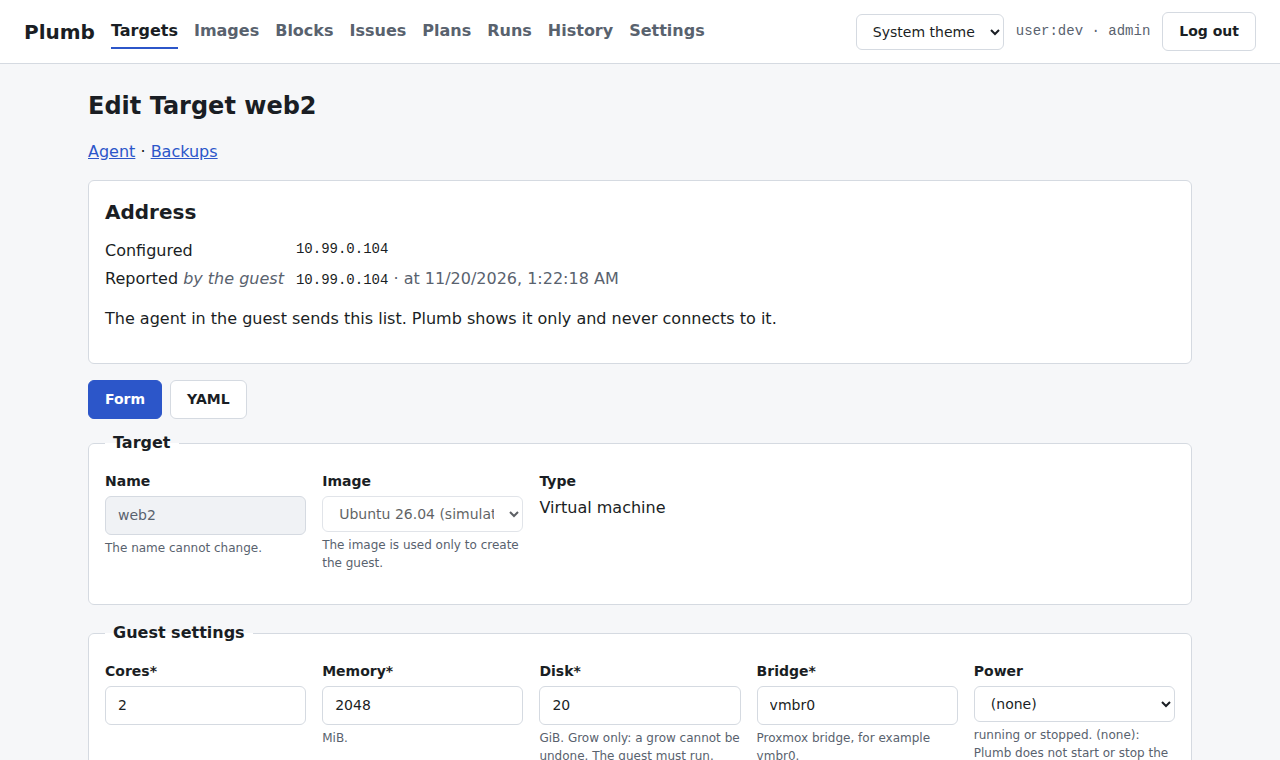 Plumb Targets Images Blocks Issues Plans Runs History Settings System theme user:dev · admin Log out
Edit Target web2
Agent · Backups
Address
Configured 10.99.0.104
Reported by the guest 10.99.0.104 · at 11/20/2026, 1:22:18 AM
The agent in the guest sends this list. Plumb shows it only and never connects to it.
Form YAML
Target
Name Image Type
web2 Ubuntu 26.04 (simulat Virtual machine
The name cannot change. The image is used only to create
the guest.
Guest settings
Cores* Memory* Disk* Bridge* Power
2 2048 20 vmbr0 (none)
MiB. GiB. Grow only: a grow cannot be Proxmox bridge, for example running or stopped. (none):
undone. The guest must run. vmbr0. Plumb does not start or stop the